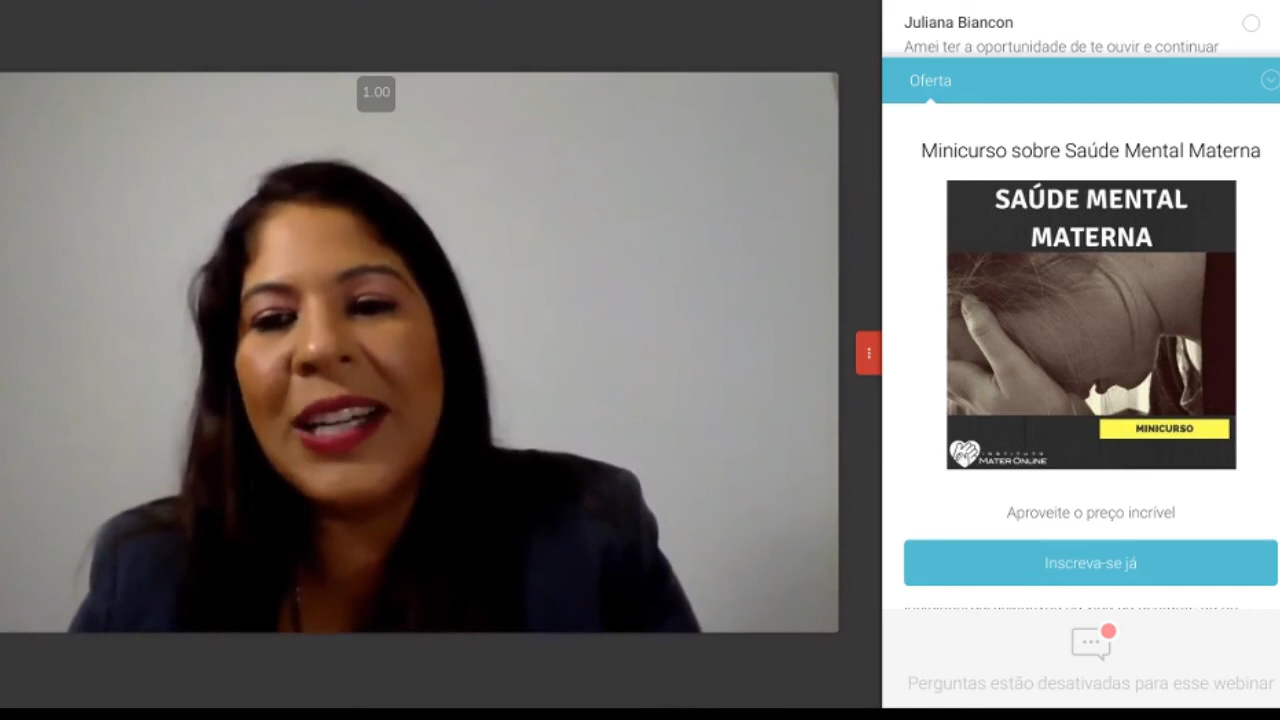 1.00
Juliana Biancon
Amei ter a oportunidade de te ouvir e continuar
Oferta
Minicurso sobre Saúde Mental Materna
SAÚDE MENTAL
MATERNA
MINICURSO
INSTITUTO
MATER ONLINE
Aproveite o preço incrível
Inscreva-se já
Perguntas estão desativadas para esse webinar